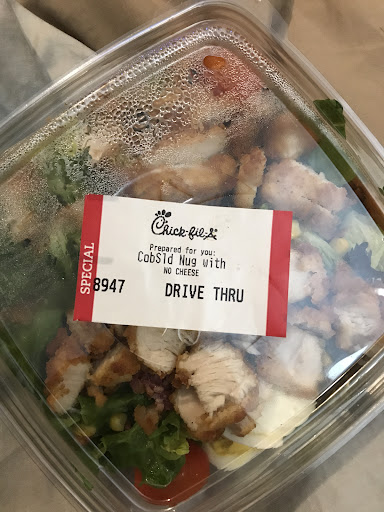 Chick-fil-A
Prepared for you:
CobSld Nug with
NO CHEESE
8947 DRIVE THRU
SPECIAL